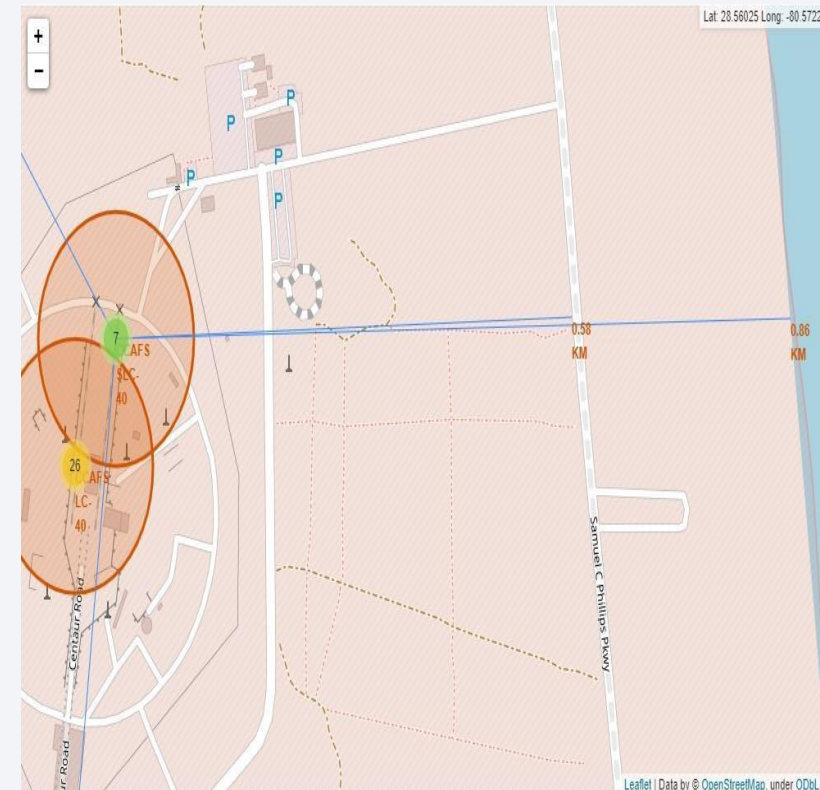 +
Lat: 28.56025 Long: -80.5722
−
P
P
P
P
P
0.58
KM
0.86
KM
7
CCAFS
SLC-
40
26
CCAFS
LC-
40
Samuel C Phillips Pkwy
Centaur Road
ur Road
Leaflet | Data by © OpenStreetMap, under ODbL